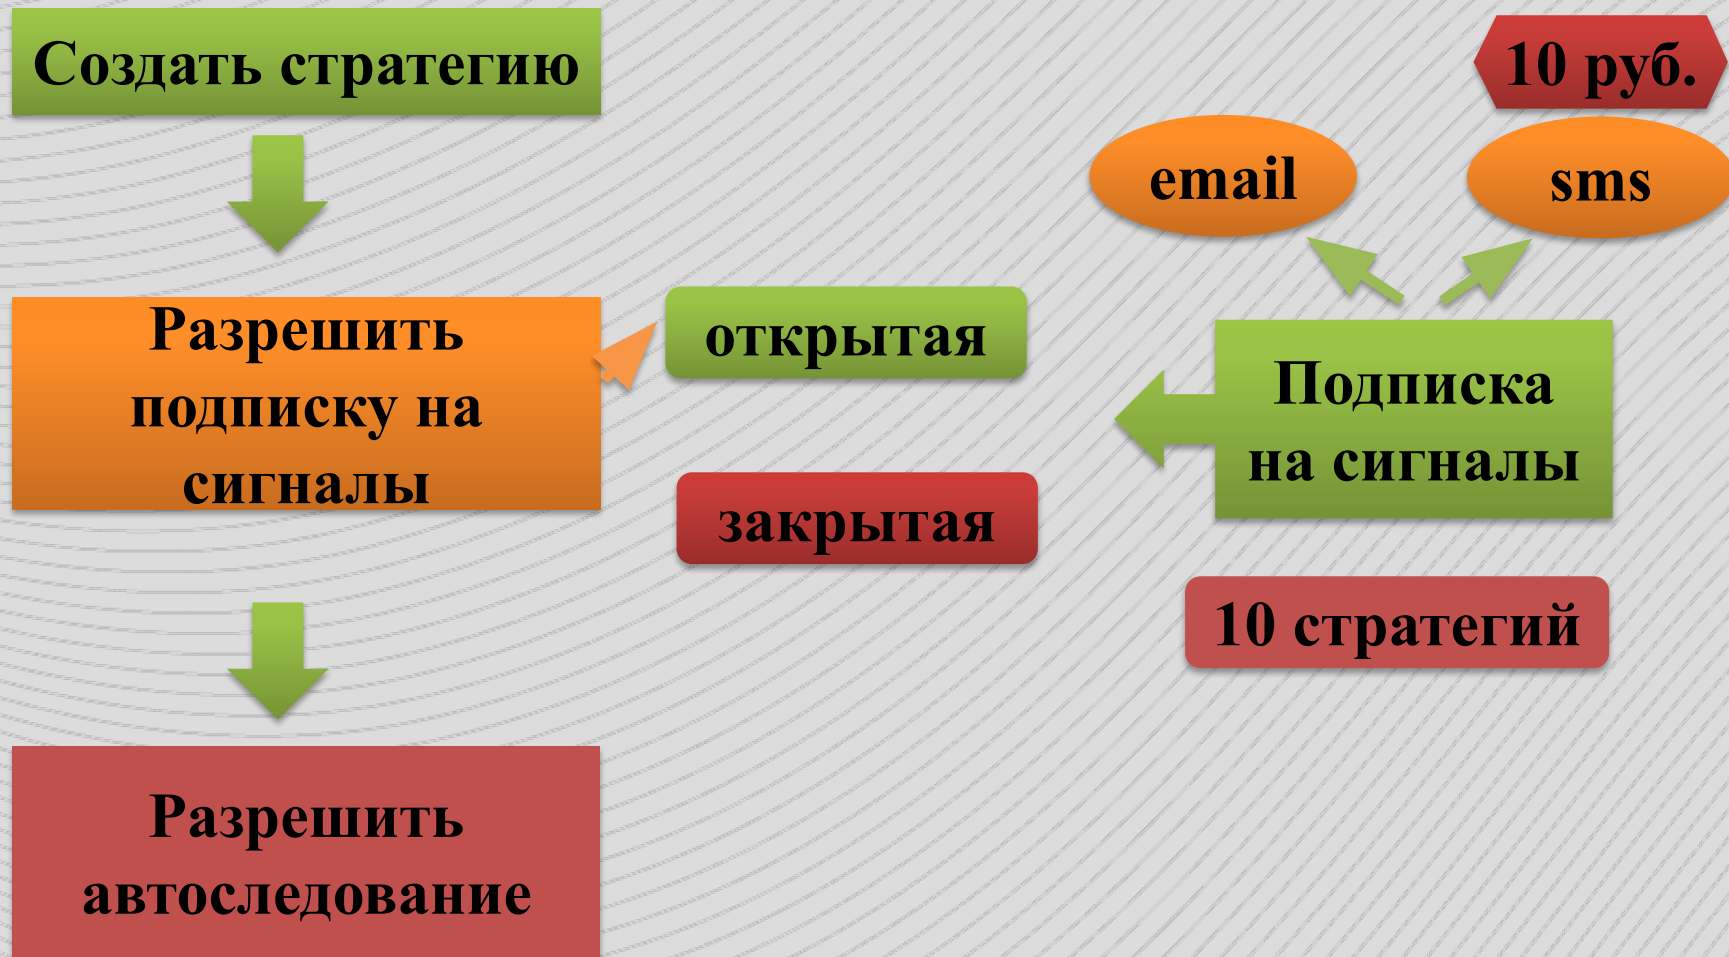 Создать стратегию
10 руб.
email
sms
Разрешить
подписку на
сигналы
открытая
закрытая
Подписка
на сигналы
10 стратегий
Разрешить
автоследование